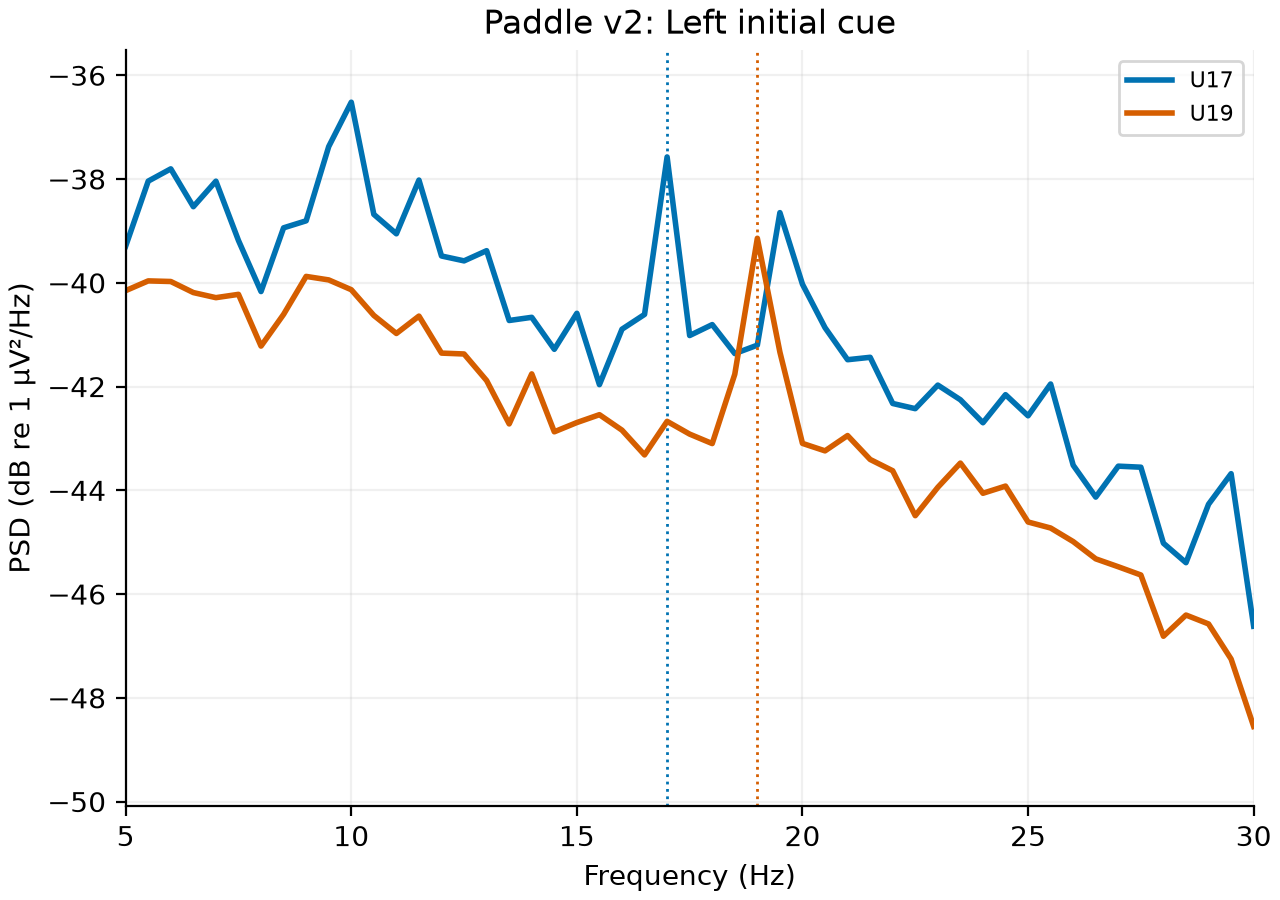 Paddle v2: Left initial cue
U17
U19
PSD (dB re 1 µV²/Hz)
−36
−38
−40
−42
−44
−46
−48
−50
5
10
15
20
25
30
Frequency (Hz)